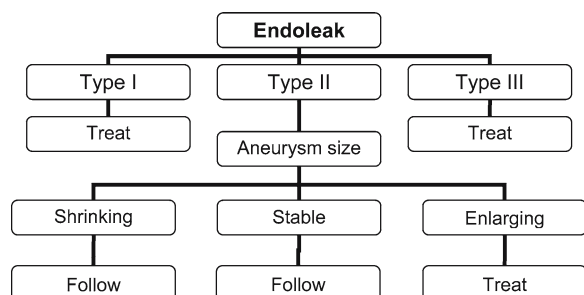 Endoleak
Type I
Type II
Type III
Treat
Treat
Aneurysm size
Shrinking
Stable
Enlarging
Follow
Follow
Treat